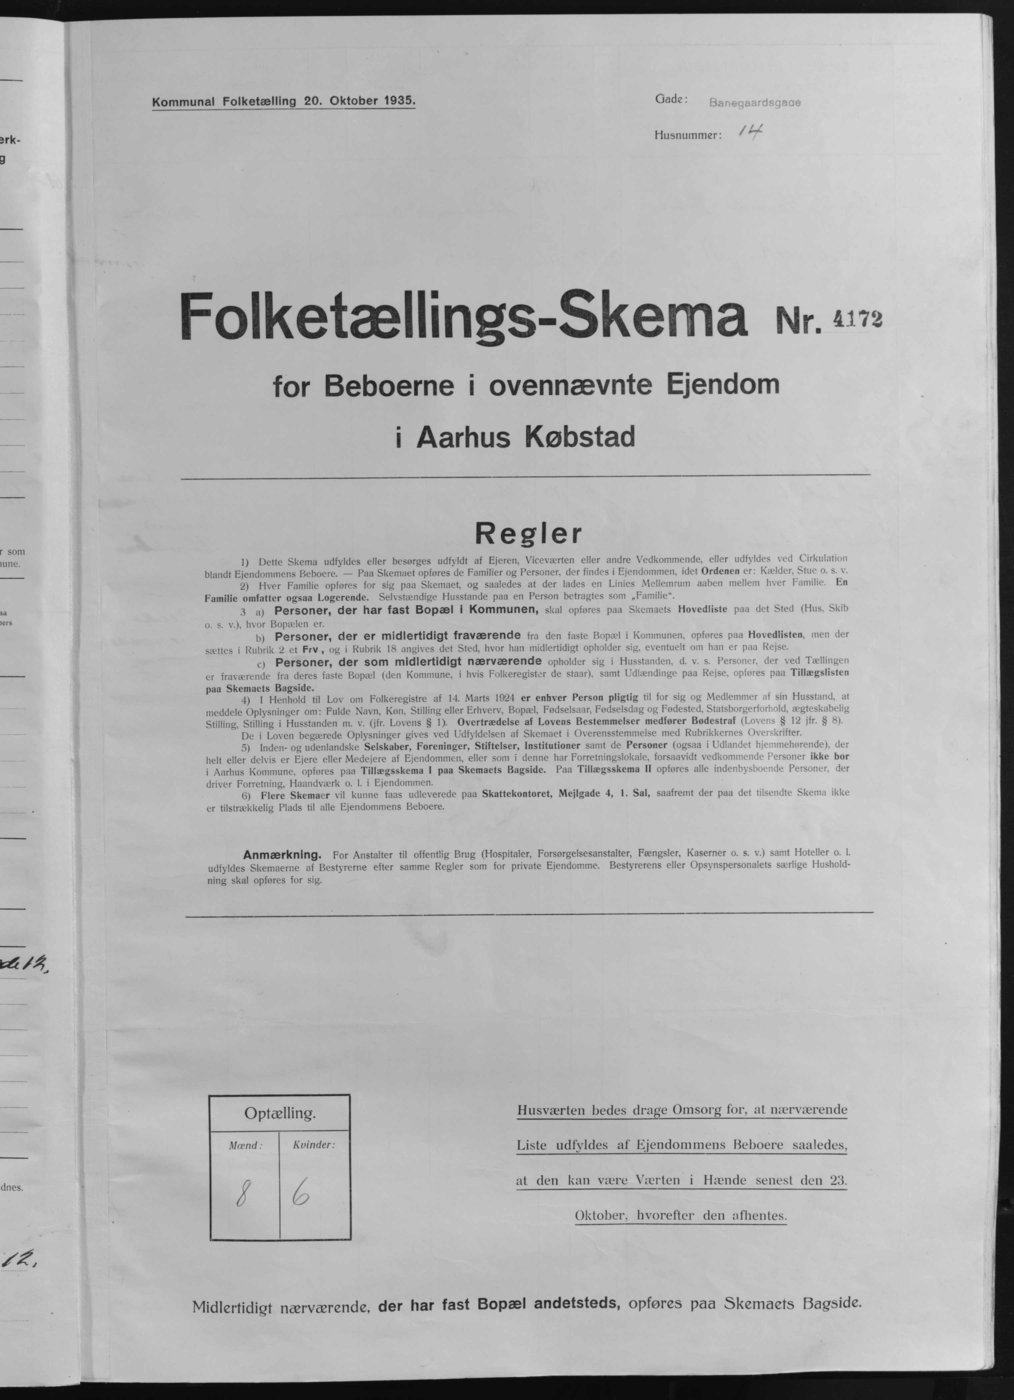 Kommunal Folketælling 20. Oktober 1935.
Gade: Banegaardsgade
Husnummer: 14
Folketællings-Skema Nr. 4172
for Beboerne i ovennævnte Ejendom
i Aarhus Købstad
Regler
1) Dette Skema udfyldes eller besørges udfyldt af Ejeren, Viceværten eller andre Vedkommende, eller udfyldes ved Cirkulation
blandt Ejendommens Beboere. — Paa Skemaet opføres de Familier og Personer, der findes i Ejendommen, idet Ordenen er: Kælder, Stue o. s. v.
2) Hver Familie opføres for sig paa Skemaet, og saaledes at der lades en Linies Mellemrum aaben mellem hver Familie. En
Familie omfatter ogsaa Logerende. Selvstændige Husstande paa en Person betragtes som „Familie“.
3 a) Personer, der har fast Bopæl i Kommunen, skal opføres paa Skemaets Hovedliste paa det Sted (Hus, Skib
o. s. v.), hvor Bopælen er.
b) Personer, der er midlertidigt fraværende fra den faste Bopæl i Kommunen, opføres paa Hovedlisten, men der
sættes i Rubrik 2 et Frv., og i Rubrik 18 angives det Sted, hvor han midlertidigt opholder sig, eventuelt om han er paa Rejse.
c) Personer, der som midlertidigt nærværende opholder sig i Husstanden, d. v. s. Personer, der ved Tællingen
er fraværende fra deres faste Bopæl (den Kommune, i hvis Folkeregister de staar), samt Udlændinge paa Rejse, opføres paa Tillægslisten
paa Skemaets Bagside.
4) I Henhold til Lov om Folkeregistre af 14. Marts 1924 er enhver Person pligtig til for sig og Medlemmer af sin Husstand, at
meddele Oplysninger om: Fulde Navn, Køn, Stilling eller Erhverv, Bopæl, Fødselsaar, Fødselsdag og Fødested, Statsborgerforhold, ægteskabelig
Stilling, Stilling i Husstanden m. v. (jfr. Lovens § 1). Overtrædelse af Lovens Bestemmelser medfører Bødestraf (Lovens § 12 jfr. § 8).
De i Loven begærede Oplysninger gives ved Udfyldelsen af Skemaet i Overensstemmelse med Rubrikkernes Overskrifter.
5) Inden- og udenlandske Selskaber, Foreninger, Stiftelser, Institutioner samt de Personer (ogsaa i Udlandet hjemmehørende), der
helt eller delvis er Ejere eller Medejere af Ejendommen, eller som i denne har Forretningslokale, forsaavidt vedkommende Personer ikke bor
i Aarhus Kommune, opføres paa Tillægsskema I paa Skemaets Bagside. Paa Tillægsskema II opføres alle indenbysboende Personer, der
driver Forretning, Haandværk o. l. i Ejendommen.
6) Flere Skemaer vil kunne faas udleverede paa Skattekontoret, Mejlgade 4, 1. Sal, saafremt der paa det tilsendte Skema ikke
er tilstrækkelig Plads til alle Ejendommens Beboere.
Anmærkning. For Anstalter til offentlig Brug (Hospitaler, Forsørgelsesanstalter, Fængsler, Kaserner o. s. v.) samt Hoteller o. l.
udfyldes Skemaerne af Bestyrerne efter samme Regler som for private Ejendomme. Bestyrerens eller Opsynspersonalets særlige Hushold-
ning skal opføres for sig.
Optælling.
Mænd: Kvinder:
8 6
Husværten bedes drage Omsorg for, at nærværende
Liste udfyldes af Ejendommens Beboere saaledes,
at den kan være Værten i Hænde senest den 23.
Oktober, hvorefter den afhentes.
Midlertidigt nærværende, der har fast Bopæl andetsteds, opføres paa Skemaets Bagside.
12.
dnes.